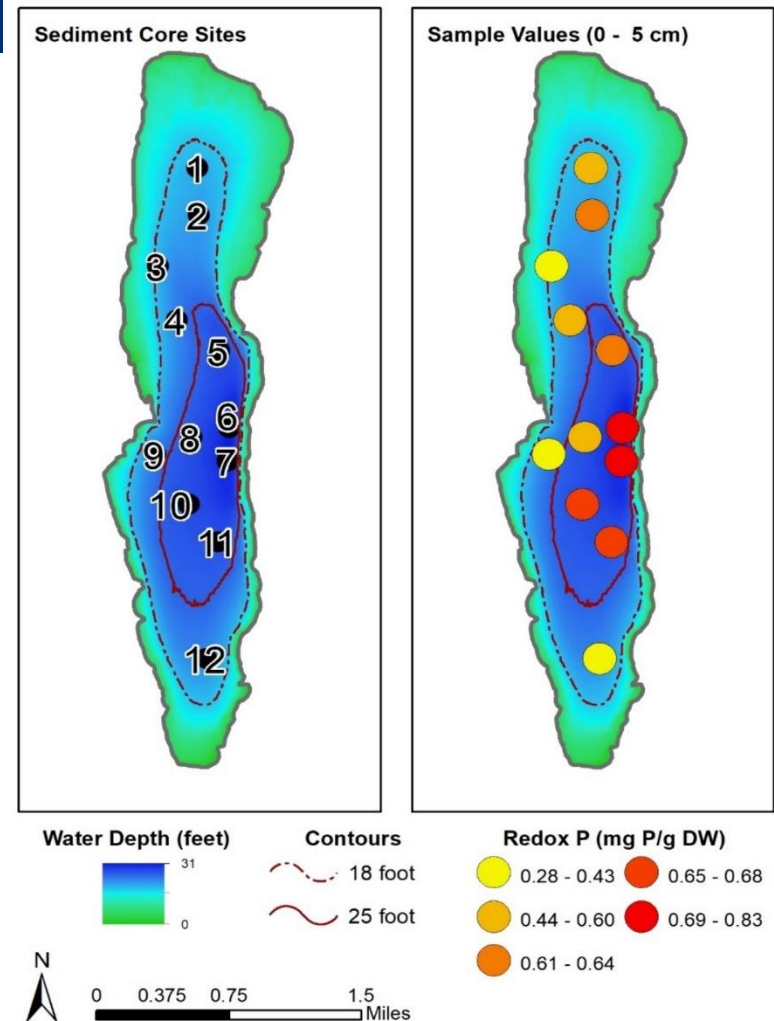 Sediment Core Sites
1
2
3
4
5
6
8
9
7
10
11
12
Sample Values (0 - 5 cm)
Water Depth (feet)
31
0
Contours
18 foot
25 foot
Redox P (mg P/g DW)
0.28 - 0.43
0.65 - 0.68
0.44 - 0.60
0.69 - 0.83
0.61 - 0.64
N
0 0.375 0.75 1.5
Miles